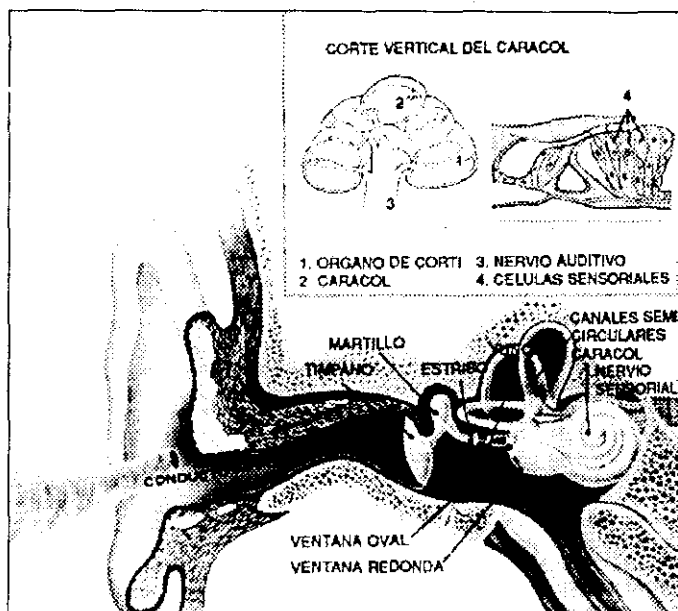 CORTE VERTICAL DEL CARACOL
4
2
1
3
1. ORGANO DE CORTI
2 CARACOL
3. NERVIO AUDITIVO
4. CELULAS SENSORIALES
CANALES SEMI
CIRCULARES
CARACOL
NERVIO
SENSORIAL
MARTILLO
TIMPANO
ESTRIBO
CONDUC
VENTANA OVAL
VENTANA REDONDA